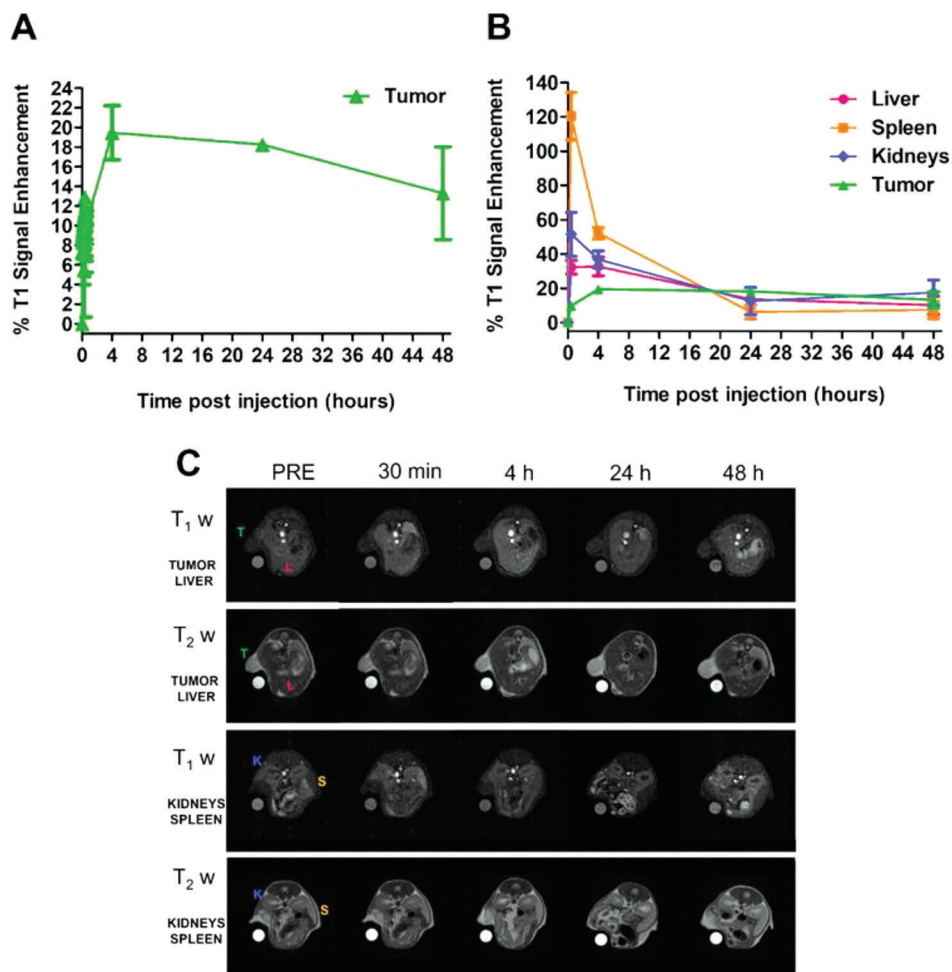 A
% T1 Signal Enhancement
24
22
20
18
16
14
12
10
8
6
4
2
0
Tumor
0 4 8 12 16 20 24 28 32 36 40 44 48
Time post injection (hours)
B
% T1 Signal Enhancement
140
120
100
80
60
40
20
0
Liver
Spleen
Kidneys
Tumor
0 4 8 12 16 20 24 28 32 36 40 44 48
Time post injection (hours)
C
PRE 30 min 4 h 24 h 48 h
T1 w
TUMOR
LIVER
T
L
T2 w
TUMOR
LIVER
T
L
T1 w
KIDNEYS
SPLEEN
K
S
T2 w
KIDNEYS
SPLEEN
K
S